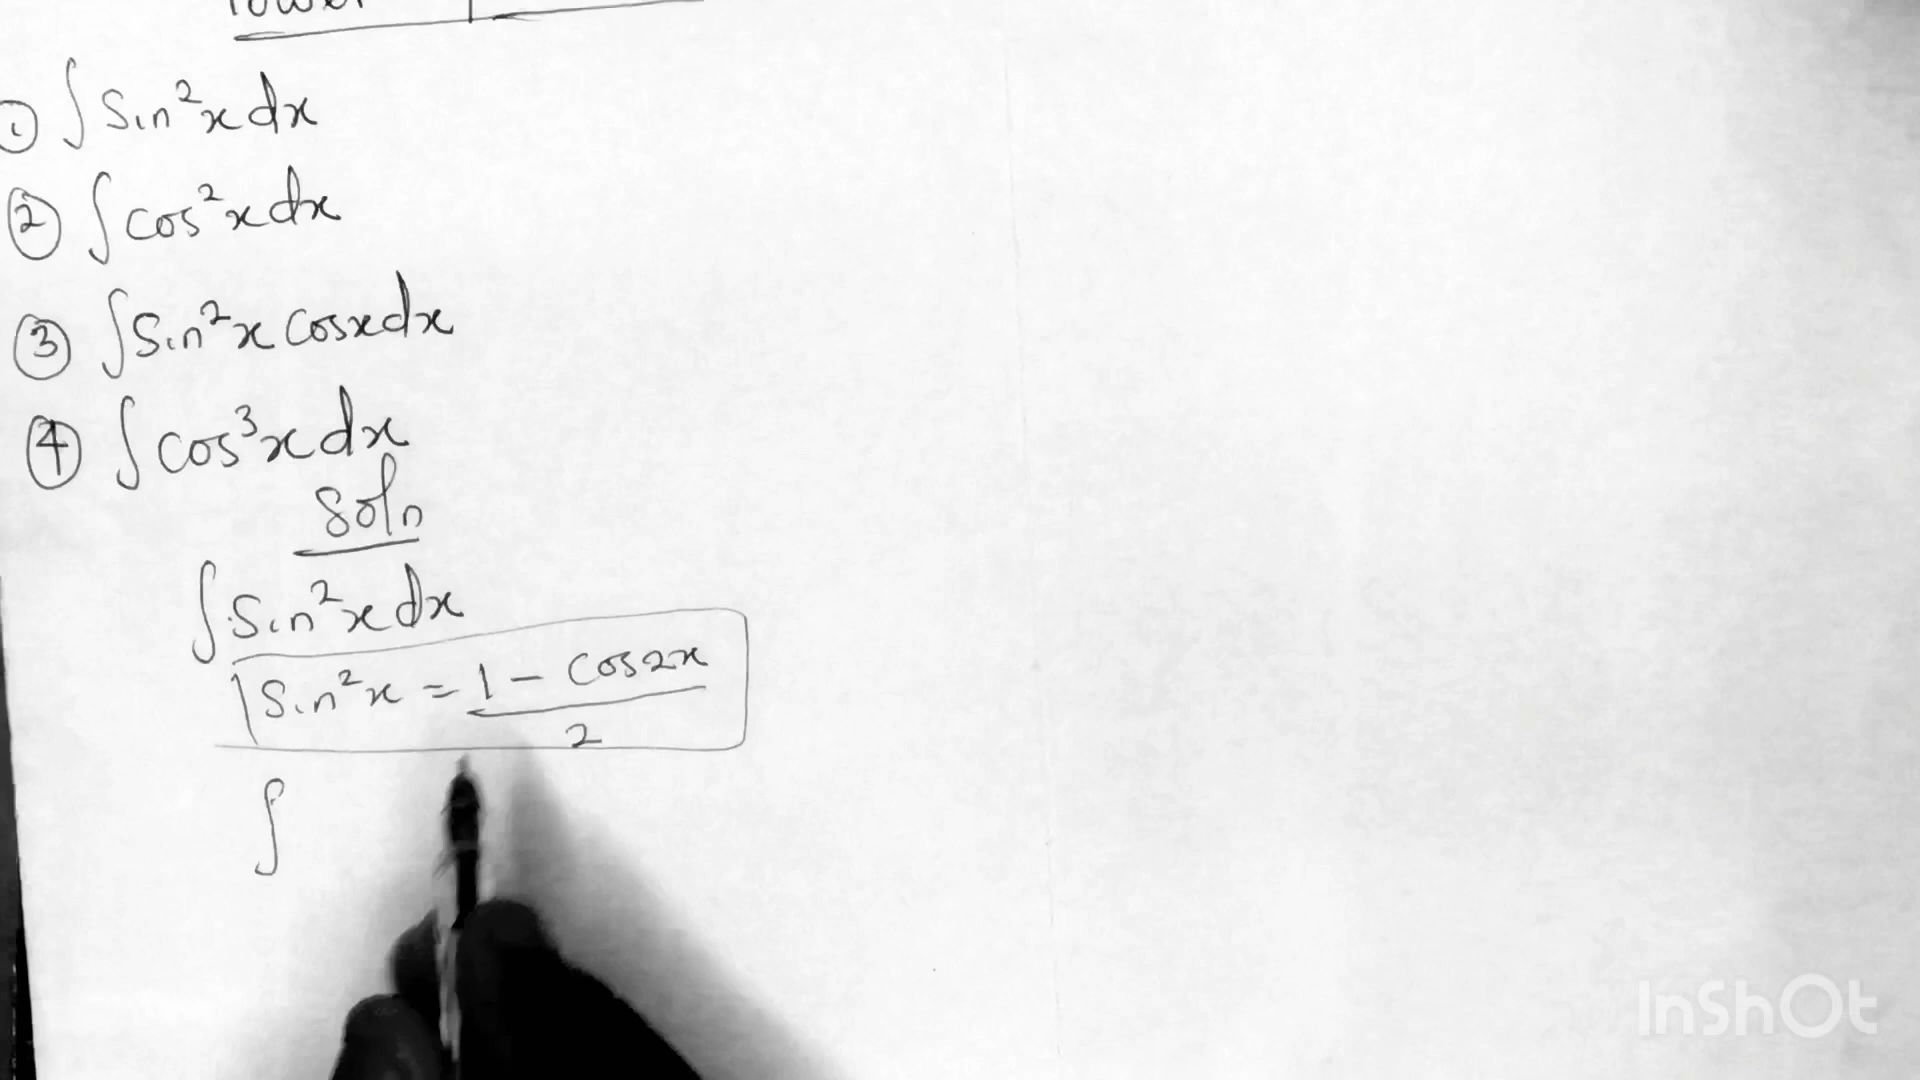 ① ∫ Sin²x dx
② ∫ cos²x dx
③ ∫ Sin²x cosx dx
④ ∫ cos³x dx
soln
∫ Sin²x dx
Sin²x = 1 - Cos2x / 2
∫
InShOt